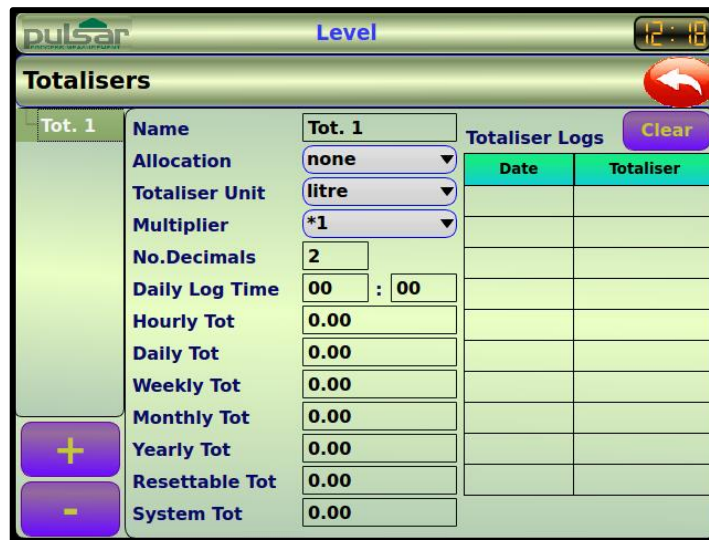 pulsar
PROCESS MEASUREMENT
Level
12:18
Totalisers
Tot. 1
Name
Tot. 1
Allocation
none
Totaliser Unit
litre
Multiplier
*1
No.Decimals
2
Daily Log Time
00 : 00
Hourly Tot
0.00
Daily Tot
0.00
Weekly Tot
0.00
Monthly Tot
0.00
Yearly Tot
0.00
Resettable Tot
0.00
System Tot
0.00
+
-
Totaliser Logs
Clear
Date Totaliser